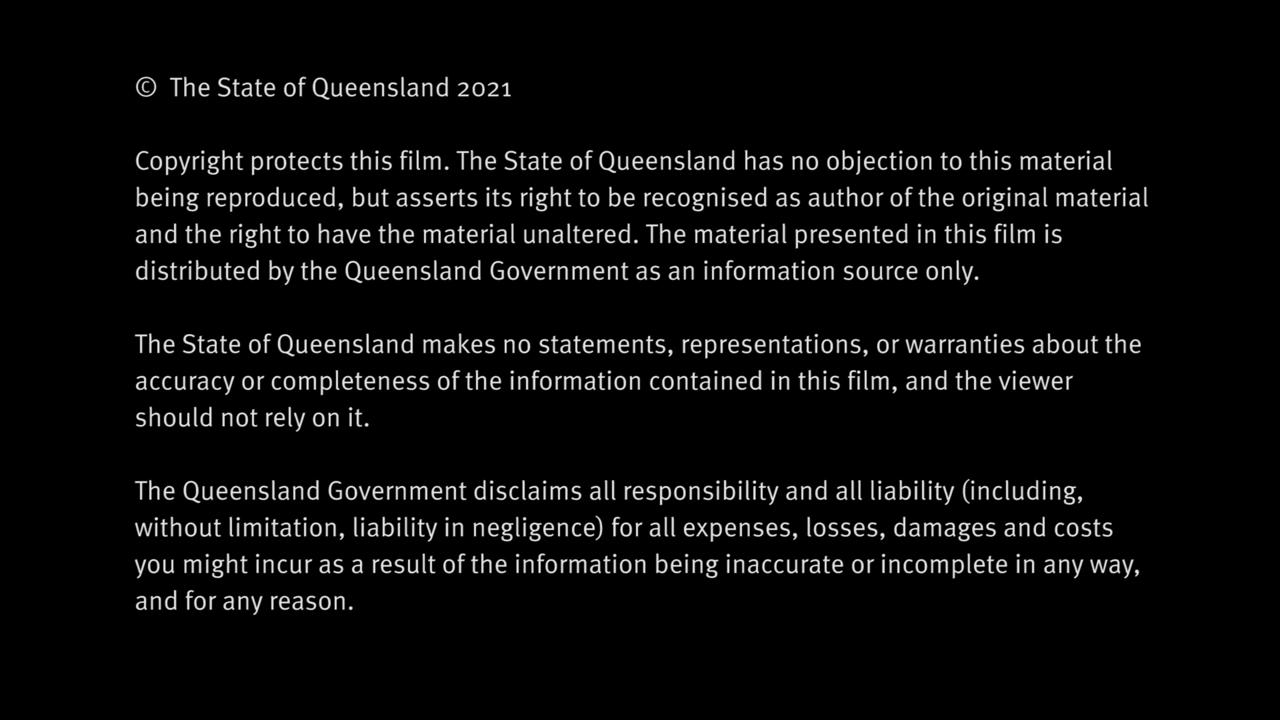 © The State of Queensland 2021
Copyright protects this film. The State of Queensland has no objection to this material
being reproduced, but asserts its right to be recognised as author of the original material
and the right to have the material unaltered. The material presented in this film is
distributed by the Queensland Government as an information source only.
The State of Queensland makes no statements, representations, or warranties about the
accuracy or completeness of the information contained in this film, and the viewer
should not rely on it.
The Queensland Government disclaims all responsibility and all liability (including,
without limitation, liability in negligence) for all expenses, losses, damages and costs
you might incur as a result of the information being inaccurate or incomplete in any way,
and for any reason.